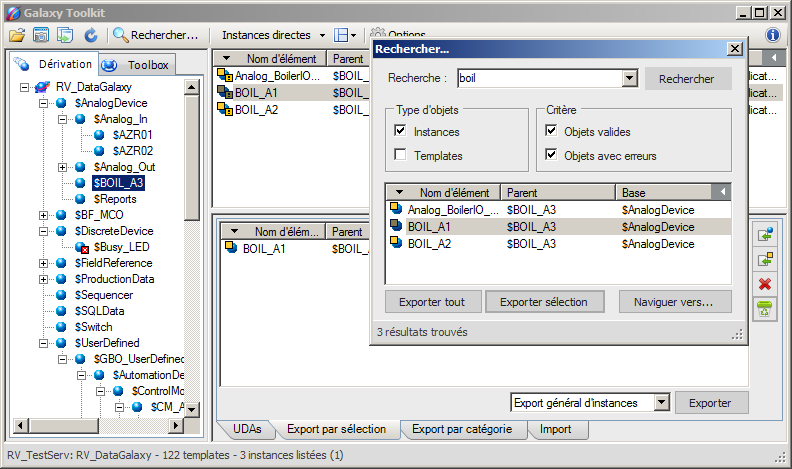 Galaxy Toolkit
Rechercher... Instances directes Options
Dérivation Toolbox
RV_DataGalaxy
$AnalogDevice
$Analog_In
$AZR01
$AZR02
$Analog_Out
$BOIL_A3
$Reports
$BF_MCO
$DiscreteDevice
$Busy_LED
$FieldReference
$ProductionData
$Sequencer
$SQLData
$Switch
$UserDefined
$GBO_UserDefined
$AutomationDe
$ControlMo
$CM_A
Nom d'élément Parent
Analog_BoilerIO... $BOIL_
BOIL_A1 $BOIL_
BOIL_A2 $BOIL_
licat...
licat...
licat...
Rechercher...
Recherche : boil Rechercher
Type d'objets
Instances
Templates
Critère
Objets valides
Objets avec erreurs
Nom d'élément Parent Base
Analog_BoilerIO_... $BOIL_A3 $AnalogDevice
BOIL_A1 $BOIL_A3 $AnalogDevice
BOIL_A2 $BOIL_A3 $AnalogDevice
Exporter tout Exporter sélection Naviguer vers...
3 résultats trouvés
Nom d'élém... Parent
BOIL_A1 $BOIL_A
Export général d'instances Exporter
UDAs Export par sélection Export par catégorie Import
RV_TestServ: RV_DataGalaxy - 122 templates - 3 instances listées (1)